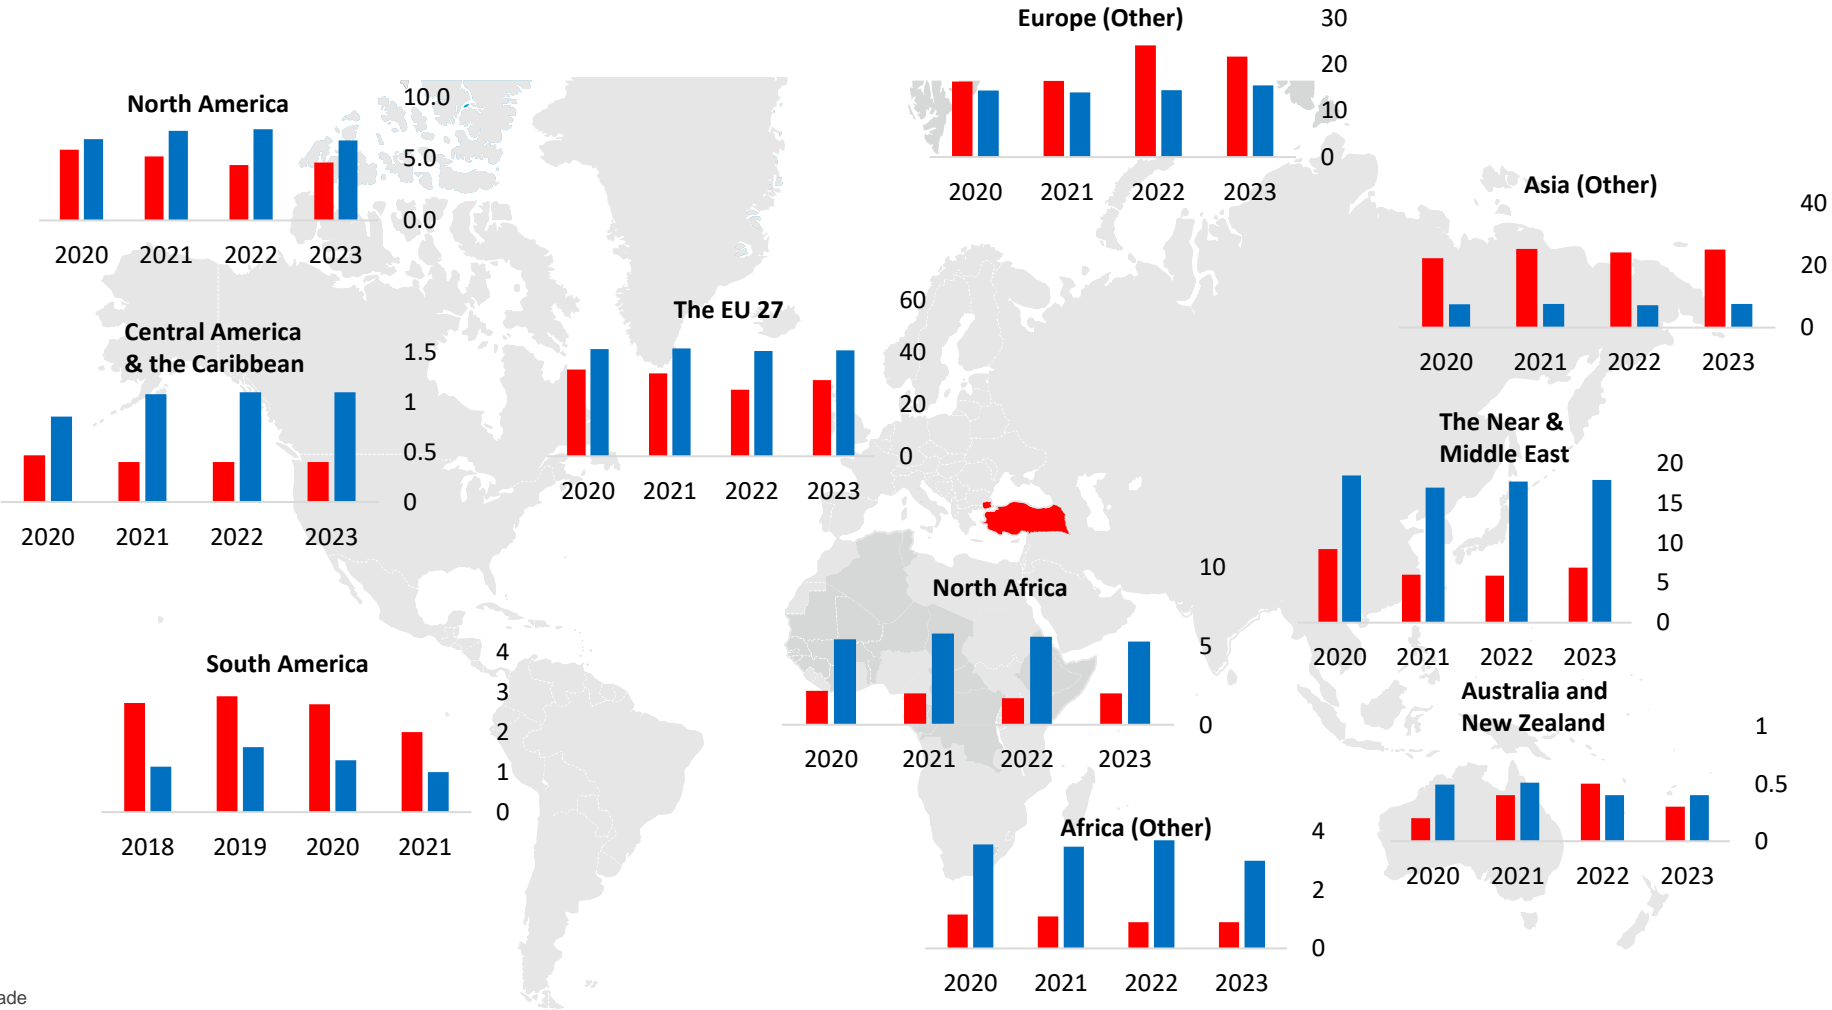 Europe (Other)
30
20
10
0
2020 2021 2022 2023
North America
10.0
5.0
0.0
2020 2021 2022 2023
Asia (Other)
40
20
0
2020 2021 2022 2023
The EU 27
60
40
20
0
2020 2021 2022 2023
Central America
& the Caribbean
1.5
1
0.5
0
2020 2021 2022 2023
The Near &
Middle East
20
15
10
5
0
2020 2021 2022 2023
North Africa
10
5
0
2020 2021 2022 2023
South America
4
3
2
1
0
2018 2019 2020 2021
Australia and
New Zealand
1
0.5
0
2020 2021 2022 2023
Africa (Other)
4
2
0
2020 2021 2022 2023
ade